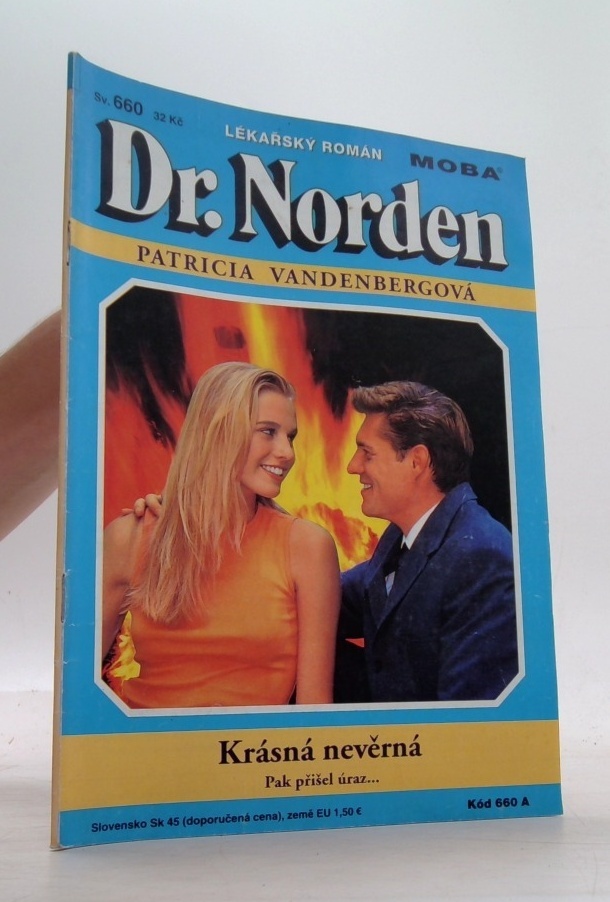 Sv. 660 32 Kč
LÉKAŘSKÝ ROMÁN
MOBA®
Dr. Norden
PATRICIA VANDENBERGOVÁ
Krásná nevěrná
Pak přišel úraz...
Slovensko Sk 45 (doporučená cena), země EU 1,50 €
Kód 660 A